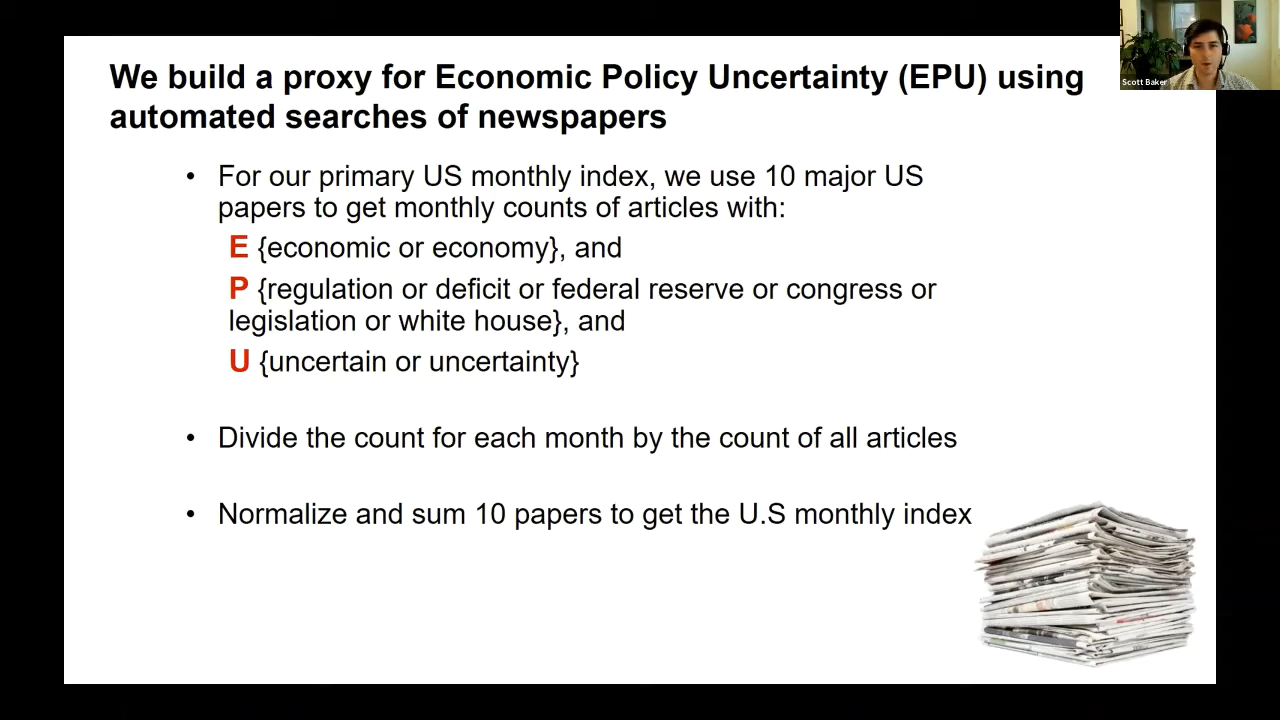 We build a proxy for Economic Policy Uncertainty (EPU) using
automated searches of newspapers
Scott Baker
• For our primary US monthly index, we use 10 major US
papers to get monthly counts of articles with:
E {economic or economy}, and
P {regulation or deficit or federal reserve or congress or
legislation or white house}, and
U {uncertain or uncertainty}
• Divide the count for each month by the count of all articles
• Normalize and sum 10 papers to get the U.S monthly index